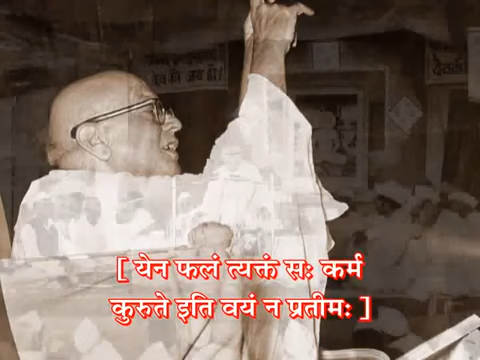 [ येन फलं त्यक्तं सः कर्म
कुरुते इति वयं न प्रतीमः ]